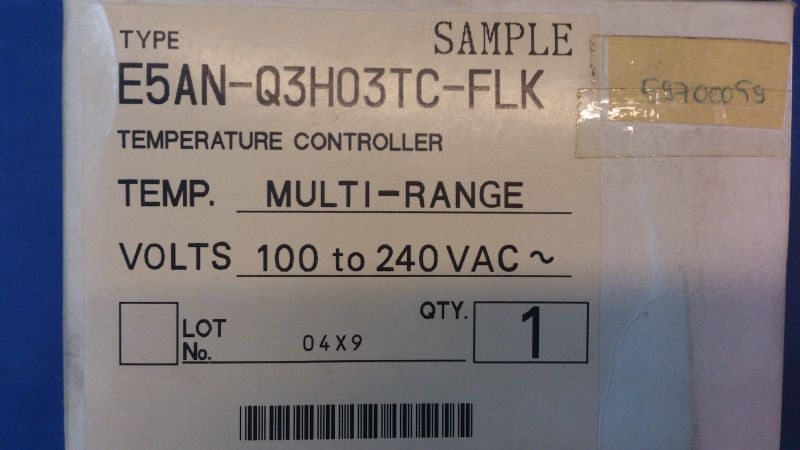 TYPE SAMPLE
E5AN-Q3H03TC-FLK
59700059
TEMPERATURE CONTROLLER
TEMP. MULTI-RANGE
VOLTS 100 to 240 VAC ~
LOT No. 04X9 QTY. 1